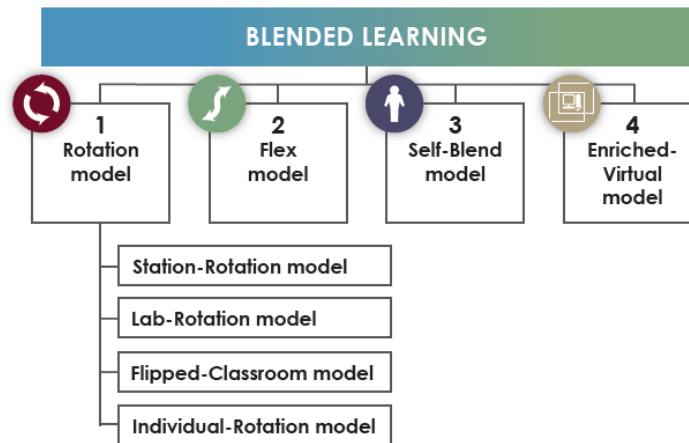 BLENDED LEARNING
1
Rotation
model
2
Flex
model
3
Self-Blend
model
4
Enriched-
Virtual
model
Station-Rotation model
Lab-Rotation model
Flipped-Classroom model
Individual-Rotation model